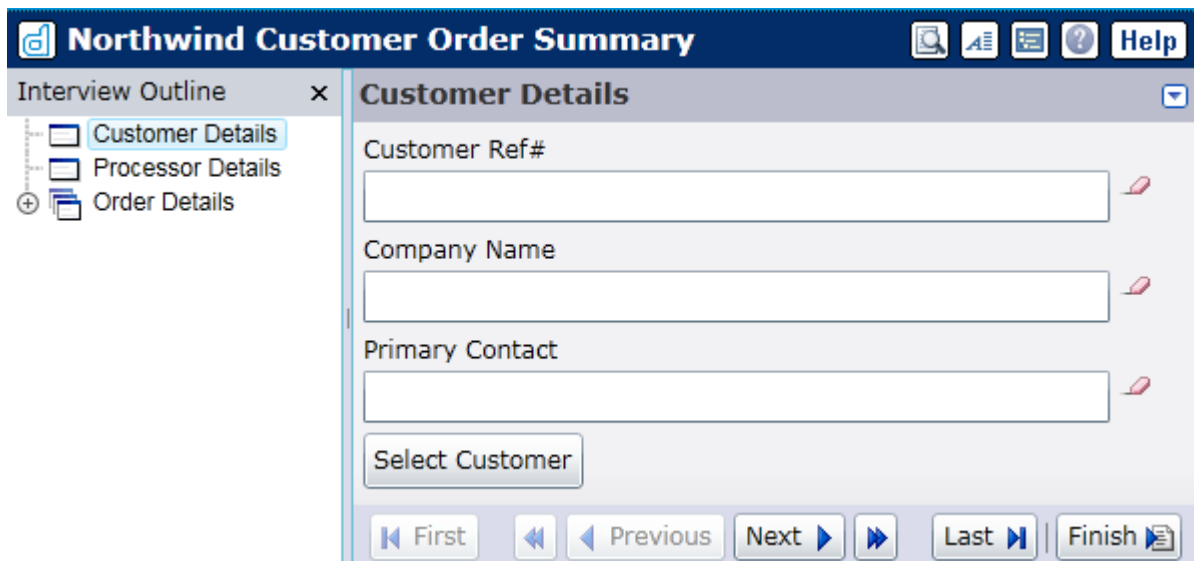 Northwind Customer Order Summary
Help
Interview Outline
Customer Details
Processor Details
Order Details
Customer Details
Customer Ref#
Company Name
Primary Contact
Select Customer
First Previous Next Last Finish